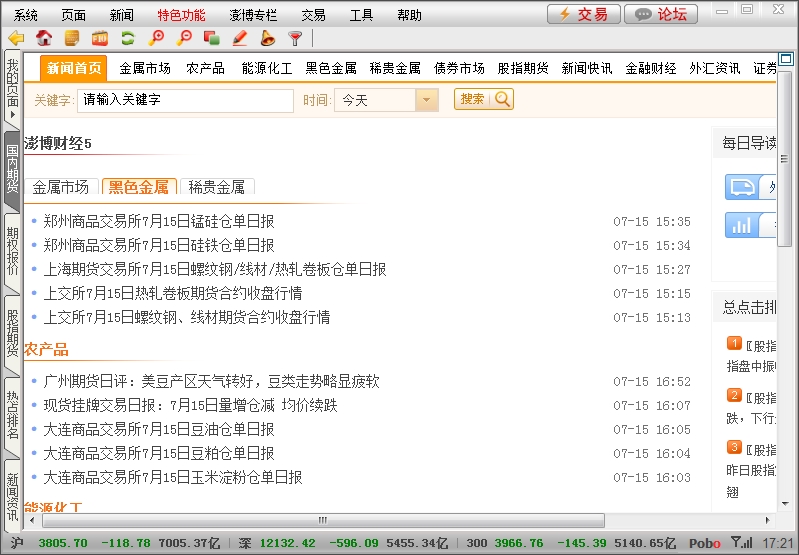 系统 页面 新闻 特色功能 澎博专栏 交易 工具 帮助 交易 论坛
我的页面
国内期货
期权报价
股指期货
热点排名
新闻资讯
新闻首页 金属市场 农产品 能源化工 黑色金属 稀贵金属 债券市场 股指期货 新闻快讯 金融财经 外汇资讯 证券
关键字: 请输入关键字 时间: 今天 搜索
澎博财经5
金属市场 黑色金属 稀贵金属
郑州商品交易所7月15日锰硅仓单日报 07-15 15:35
郑州商品交易所7月15日硅铁仓单日报 07-15 15:34
上海期货交易所7月15日螺纹钢/线材/热轧卷板仓单日报 07-15 15:27
上交所7月15日热轧卷板期货合约收盘行情 07-15 15:15
上交所7月15日螺纹钢、线材期货合约收盘行情 07-15 15:13
农产品
广州期货日评：美豆产区天气转好，豆类走势略显疲软 07-15 16:52
现货挂牌交易日报：7月15日量增仓减 均价续跌 07-15 16:07
大连商品交易所7月15日豆油仓单日报 07-15 16:05
大连商品交易所7月15日豆粕仓单日报 07-15 16:04
大连商品交易所7月15日玉米淀粉仓单日报 07-15 16:03
能源化工
每日导读
总点击排
1 〖股指
指盘中振
2 〖股指
跌，下行
3 〖股指
昨日股指
翘
沪 3805.70 -118.78 7005.37亿 深 12132.42 -596.09 5455.34亿 300 3966.76 -145.39 5140.65亿 Pobo 17:21